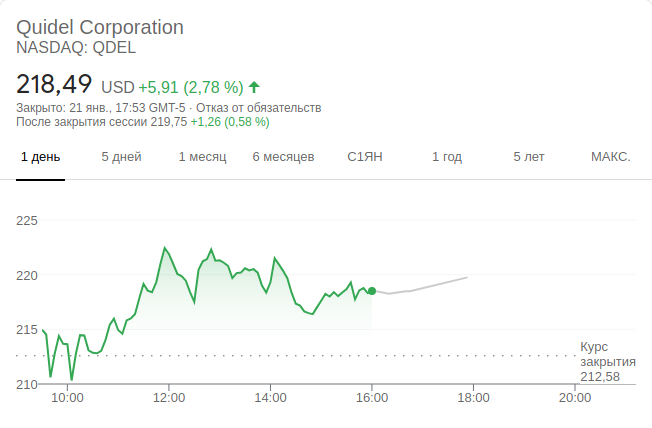 Quidel Corporation
NASDAQ: QDEL
218,49 USD +5,91 (2,78 %)
Закрыто: 21 янв., 17:53 GMT-5 · Отказ от обязательств
После закрытия сессии 219,75 +1,26 (0,58 %)
1 день 5 дней 1 месяц 6 месяцев С1ЯН 1 год 5 лет МАКС.
225
220
215
Курс
закрытия
212,58
210
10:00 12:00 14:00 16:00 18:00 20:00